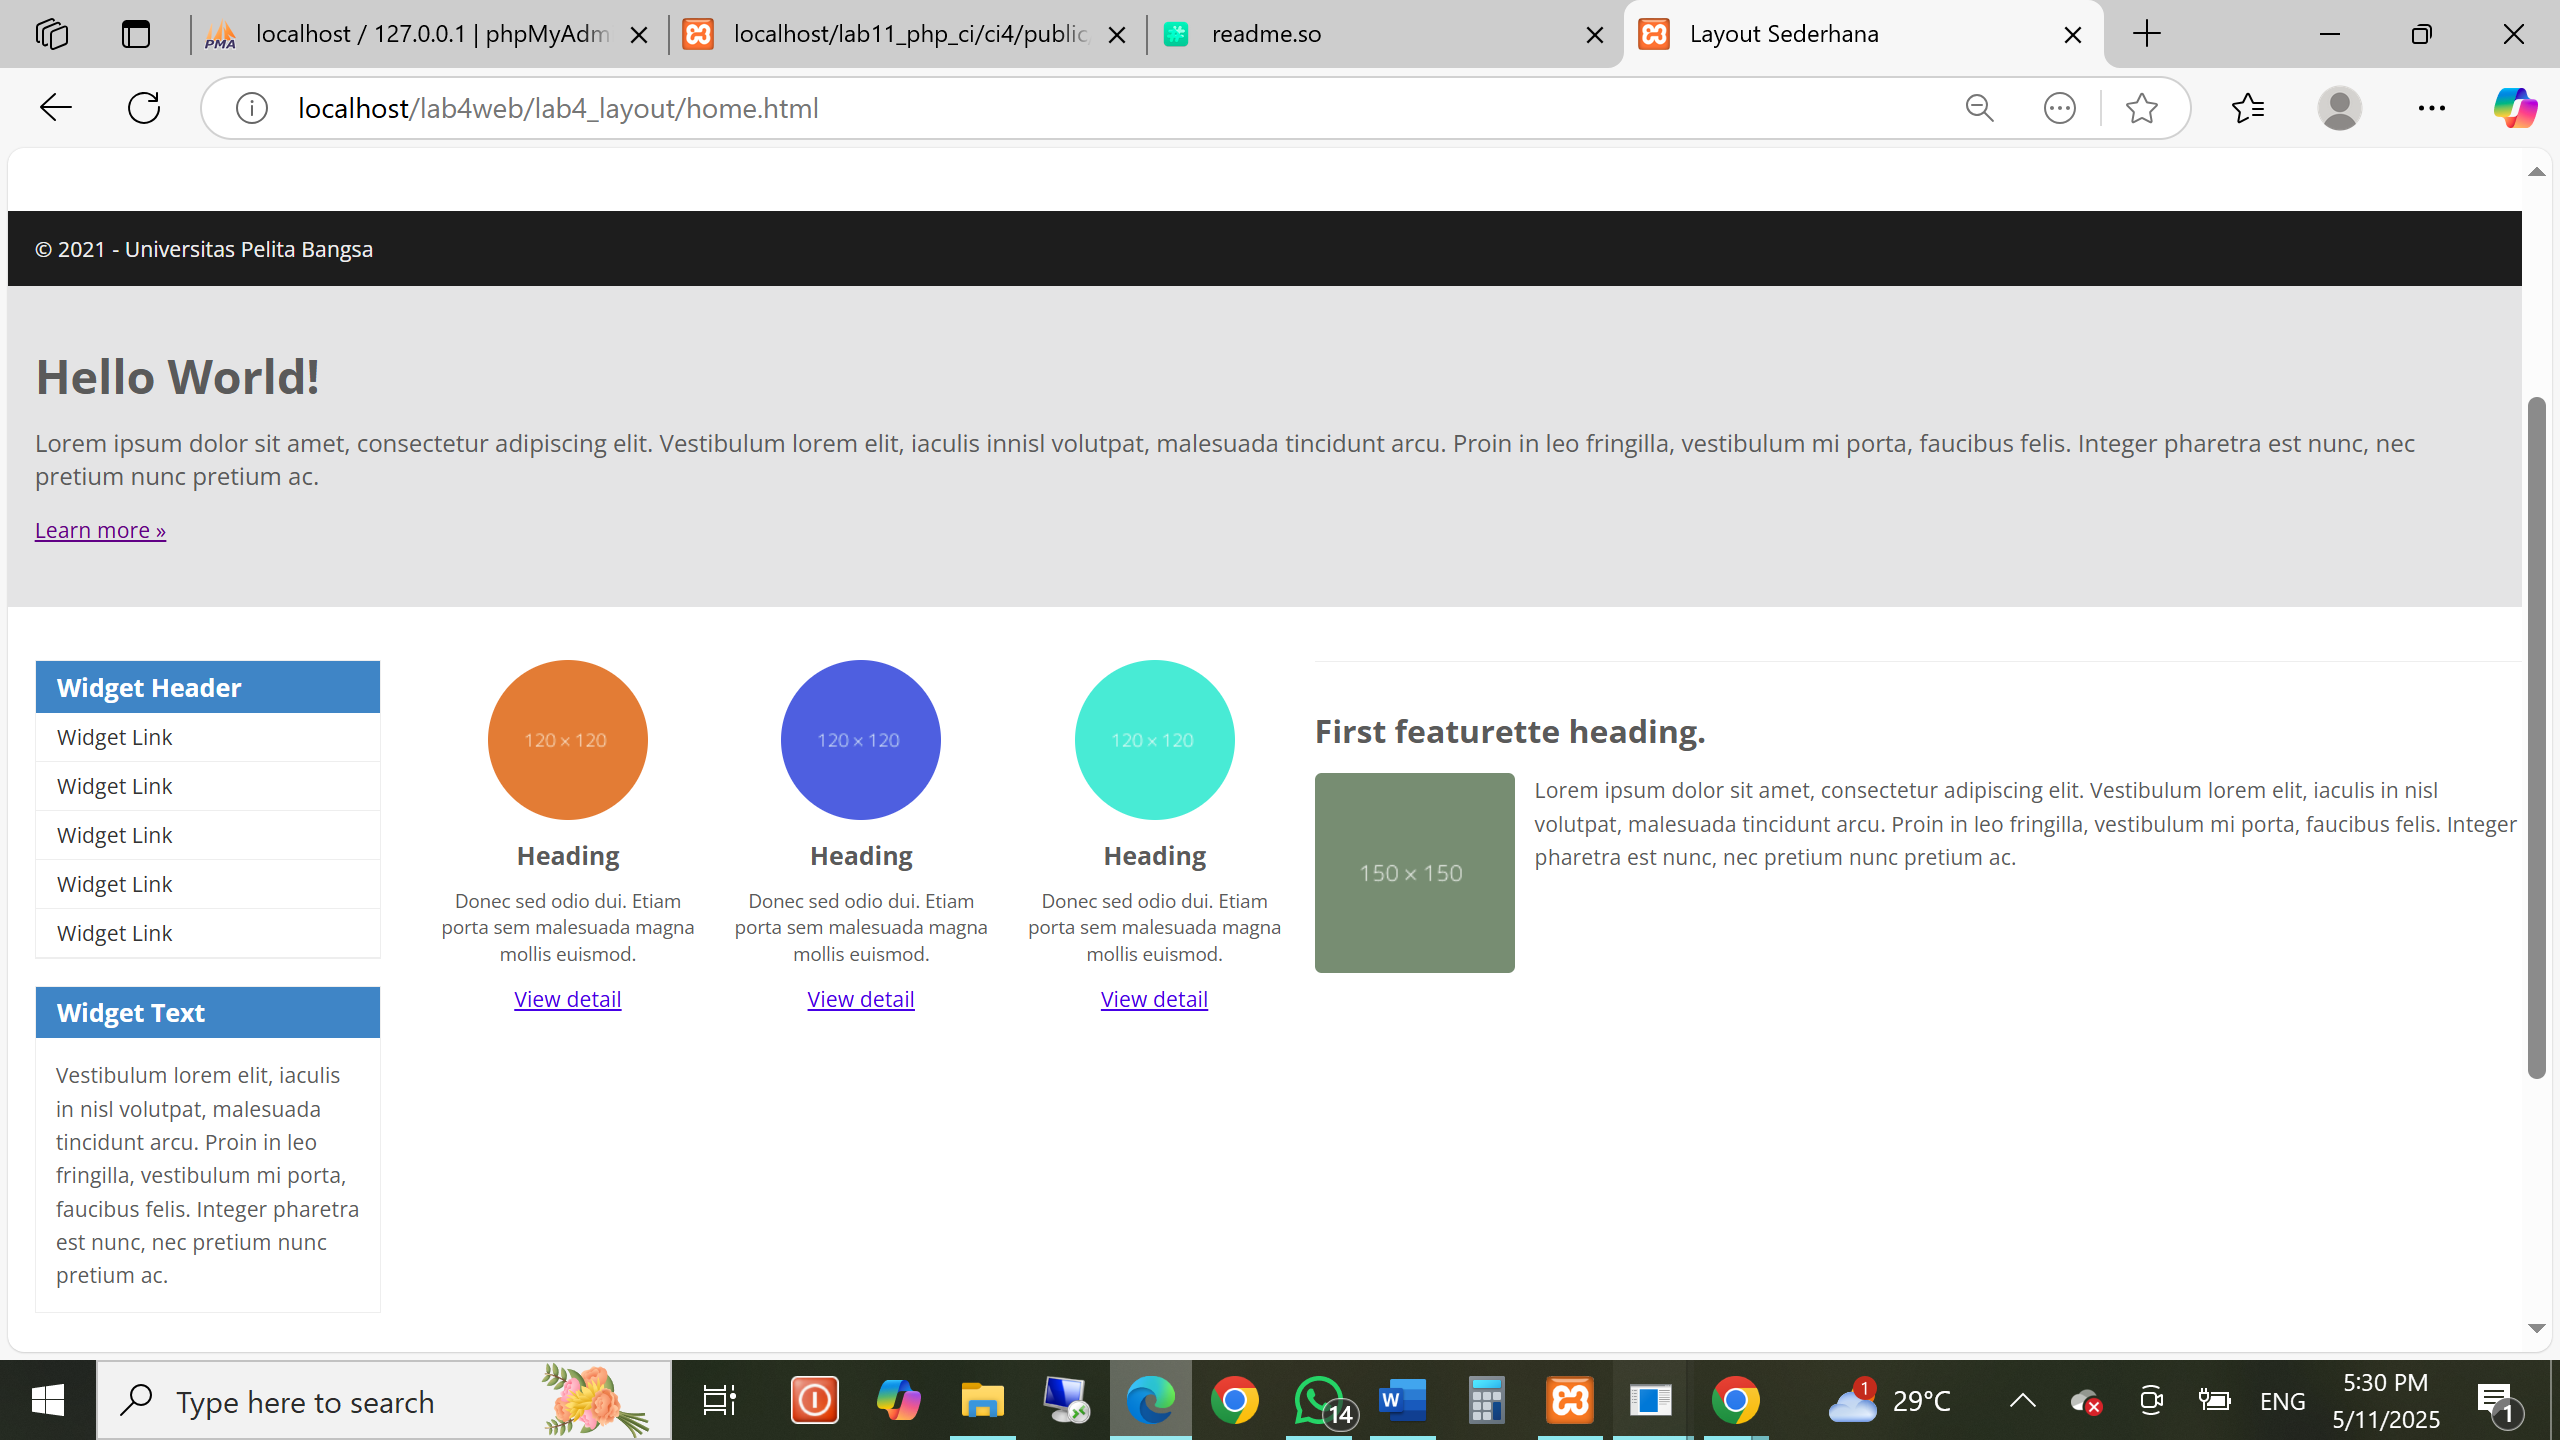 localhost / 127.0.0.1 | phpMyAdm
localhost/lab11_php_ci/ci4/public/
readme.so
Layout Sederhana
localhost/lab4web/lab4_layout/home.html
© 2021 - Universitas Pelita Bangsa
Hello World!
Lorem ipsum dolor sit amet, consectetur adipiscing elit. Vestibulum lorem elit, iaculis innisl volutpat, malesuada tincidunt arcu. Proin in leo fringilla, vestibulum mi porta, faucibus felis. Integer pharetra est nunc, nec
pretium nunc pretium ac.
Learn more »
Widget Header
Widget Link
Widget Link
Widget Link
Widget Link
Widget Link
Widget Text
Vestibulum lorem elit, iaculis
in nisl volutpat, malesuada
tincidunt arcu. Proin in leo
fringilla, vestibulum mi porta,
faucibus felis. Integer pharetra
est nunc, nec pretium nunc
pretium ac.
120 × 120
Heading
Donec sed odio dui. Etiam
porta sem malesuada magna
mollis euismod.
View detail
120 × 120
Heading
Donec sed odio dui. Etiam
porta sem malesuada magna
mollis euismod.
View detail
120 × 120
Heading
Donec sed odio dui. Etiam
porta sem malesuada magna
mollis euismod.
View detail
First featurette heading.
150 × 150
Lorem ipsum dolor sit amet, consectetur adipiscing elit. Vestibulum lorem elit, iaculis in nisl
volutpat, malesuada tincidunt arcu. Proin in leo fringilla, vestibulum mi porta, faucibus felis. Integer
pharetra est nunc, nec pretium nunc pretium ac.
Type here to search
14
1
29°C
ENG
5:30 PM
5/11/2025
1